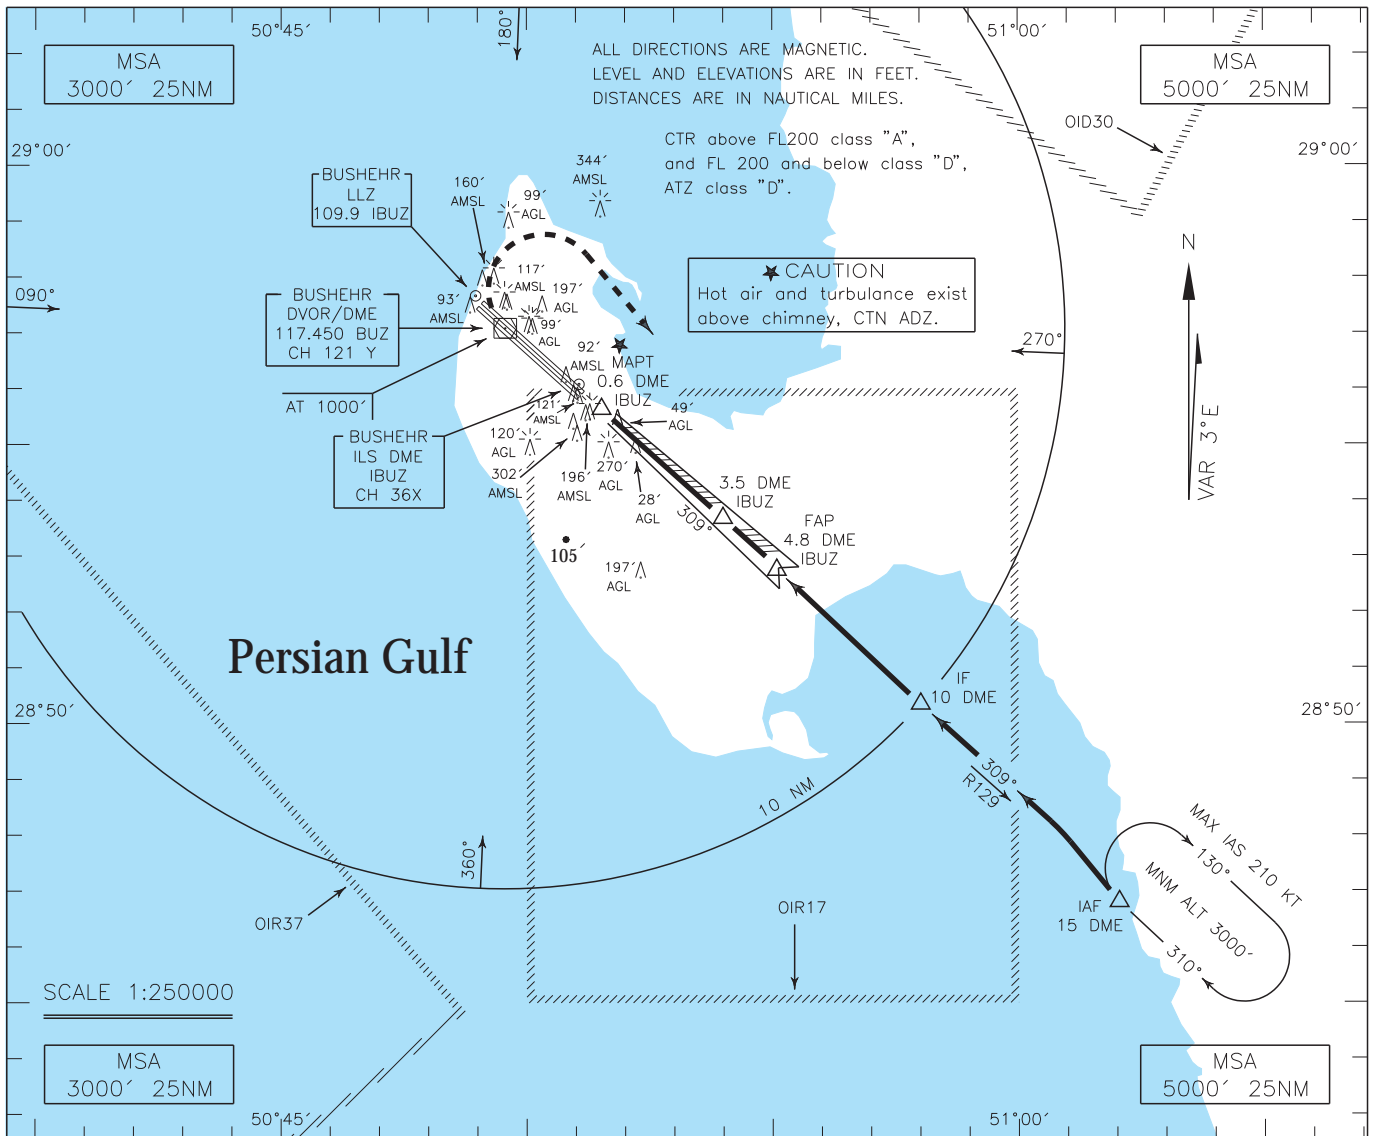 50°45′
180°
51°00′
MSA
3000′ 25NM
ALL DIRECTIONS ARE MAGNETIC.
LEVEL AND ELEVATIONS ARE IN FEET.
DISTANCES ARE IN NAUTICAL MILES.
MSA
5000′ 25NM
CTR above FL200 class "A",
and FL 200 and below class "D",
ATZ class "D".
OID30
29°00′
29°00′
BUSHEHR
LLZ
109.9 IBUZ
160′
AMSL
99′
AGL
344′
AMSL
N
VAR 3°E
CAUTION
Hot air and turbulance exist
above chimney, CTN ADZ.
090°
93′
AMSL
117′
AMSL
197′
AGL
99′
AGL
BUSHEHR
DVOR/DME
117.450 BUZ
CH 121 Y
270°
92′
AMSL
MAPT
0.6 DME
IBUZ
AT 1000′
121′
AMSL
49′
AGL
BUSHEHR
ILS DME
IBUZ
CH 36X
120′
AGL
302′
AMSL
196′
AMSL
270′
AGL
28′
AGL
309°
3.5 DME
IBUZ
FAP
4.8 DME
IBUZ
105′
197′
AGL
Persian Gulf
IF
10 DME
28°50′
28°50′
309°
R129
10 NM
360°
MAX IAS 210 KT
130°
MNM ALT 3000′
310°
IAF
15 DME
OIR37
OIR17
SCALE 1:250000
MSA
3000′ 25NM
MSA
5000′ 25NM
50°45′
51°00′